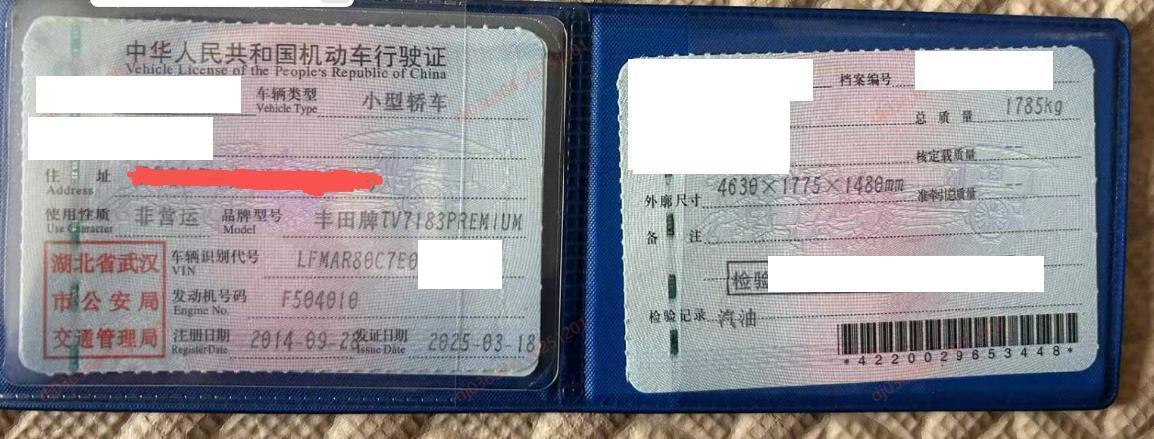 中华人民共和国机动车行驶证
Vehicle License of the People's Republic of China
车辆类型 小型轿车
Vehicle Type
住 址
Address
使用性质 非营运 品牌型号 丰田牌TV7183PREMIUM
Use Character Model
湖北省武汉
市公安局
交通管理局
车辆识别代号 LFMAR80C7E0
VIN
发动机号码 F504010
Engine No.
注册日期 2014-09-28 发证日期 2025-03-18
Register Date Issue Date
档案编号
总质量 1785kg
核定载质量 --
外廓尺寸 4630×1775×1480mm 准牵引总质量 --
备 注
检验
检验记录 汽油
*4220029653448*